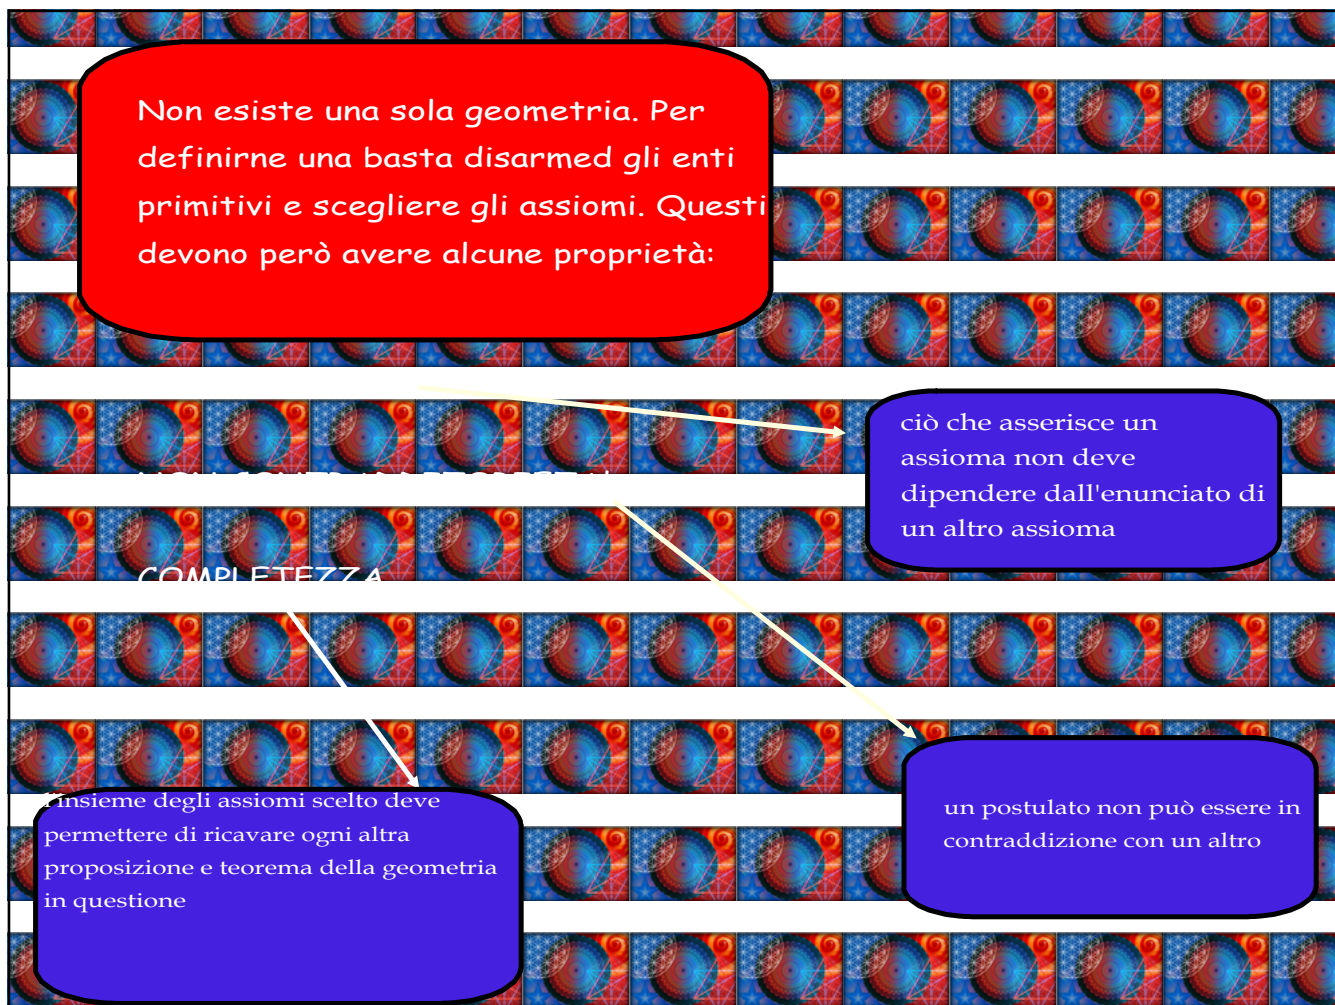 Non esiste una sola geometria. Per
definirne una basta disarmed gli enti
primitivi e scegliere gli assiomi. Questi
devono però avere alcune proprietà:
ciò che asserisce un
assioma non deve
dipendere dall'enunciato di
un altro assioma
COMPLETEZZA
l'insieme degli assiomi scelto deve
permettere di ricavare ogni altra
proposizione e teorema della geometria
in questione
un postulato non può essere in
contraddizione con un altro